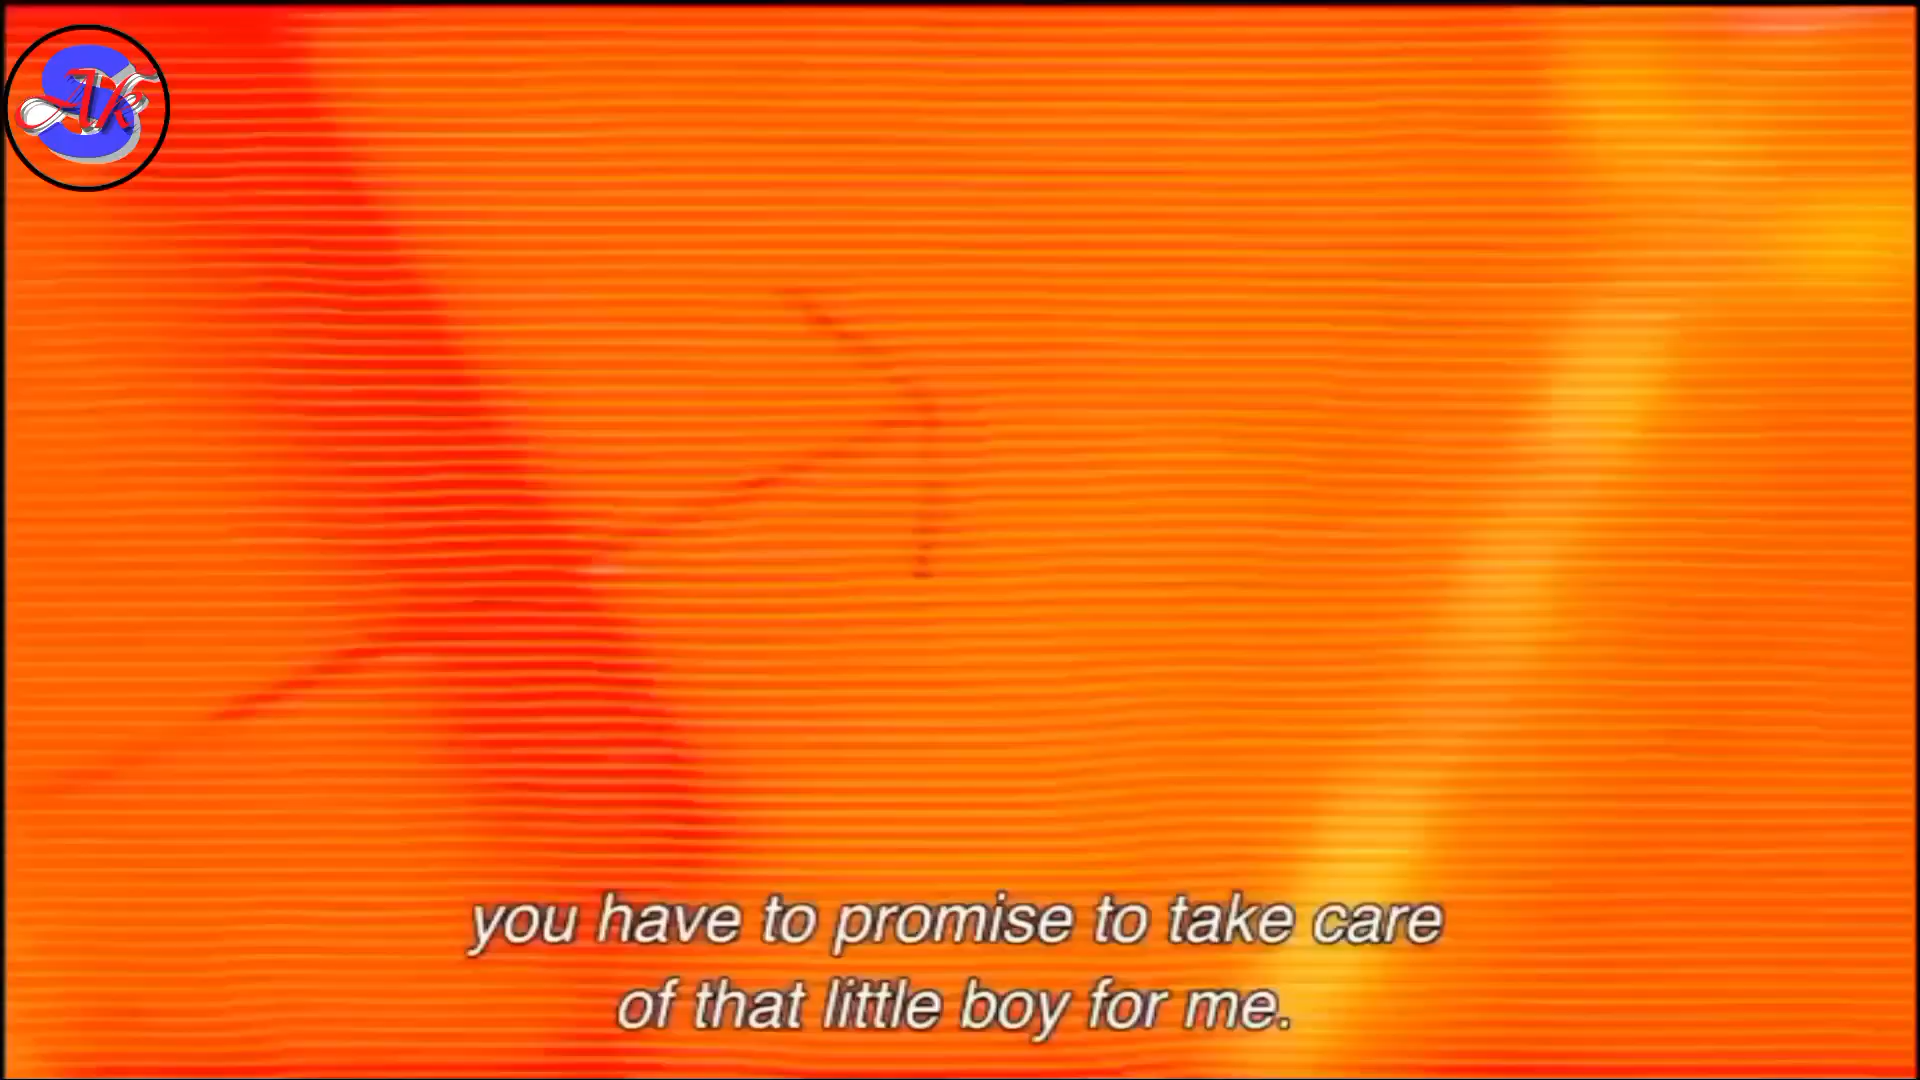 you have to promise to take care
of that little boy for me.